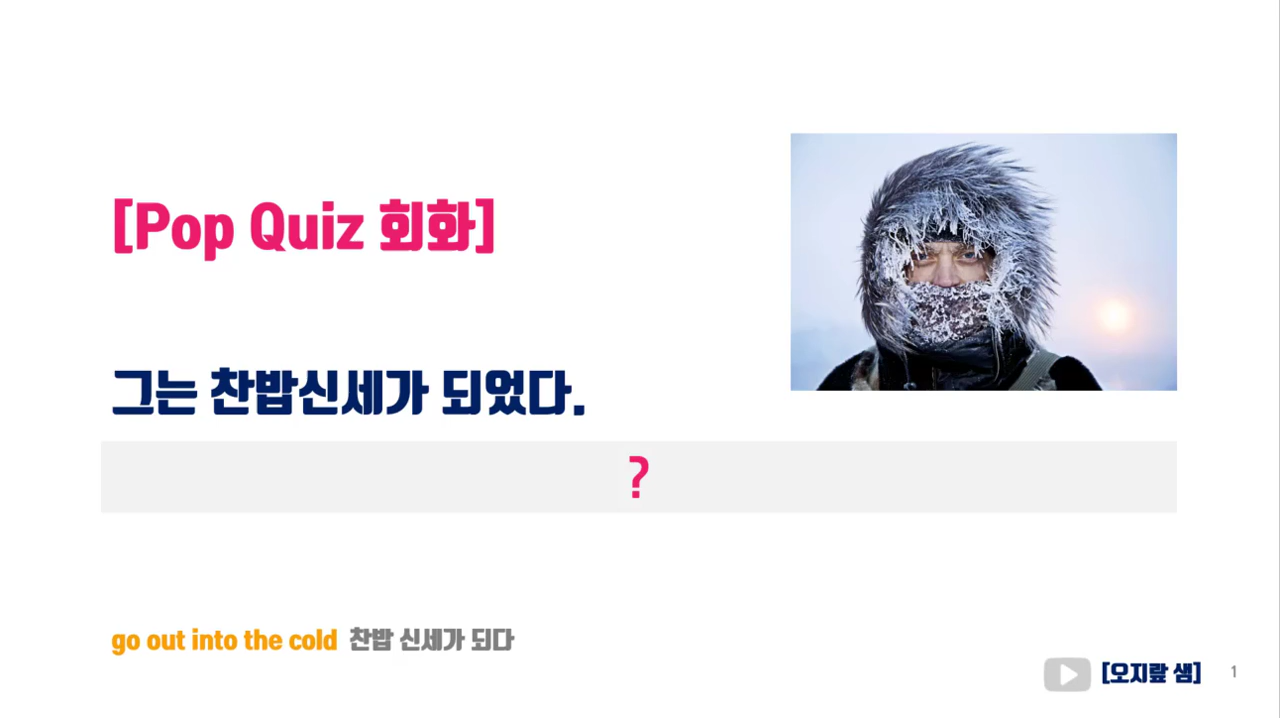 [Pop Quiz 회화]
그는 찬밥신세가 되었다.
?
go out into the cold 찬밥 신세가 되다
[오지랖 샘] 1